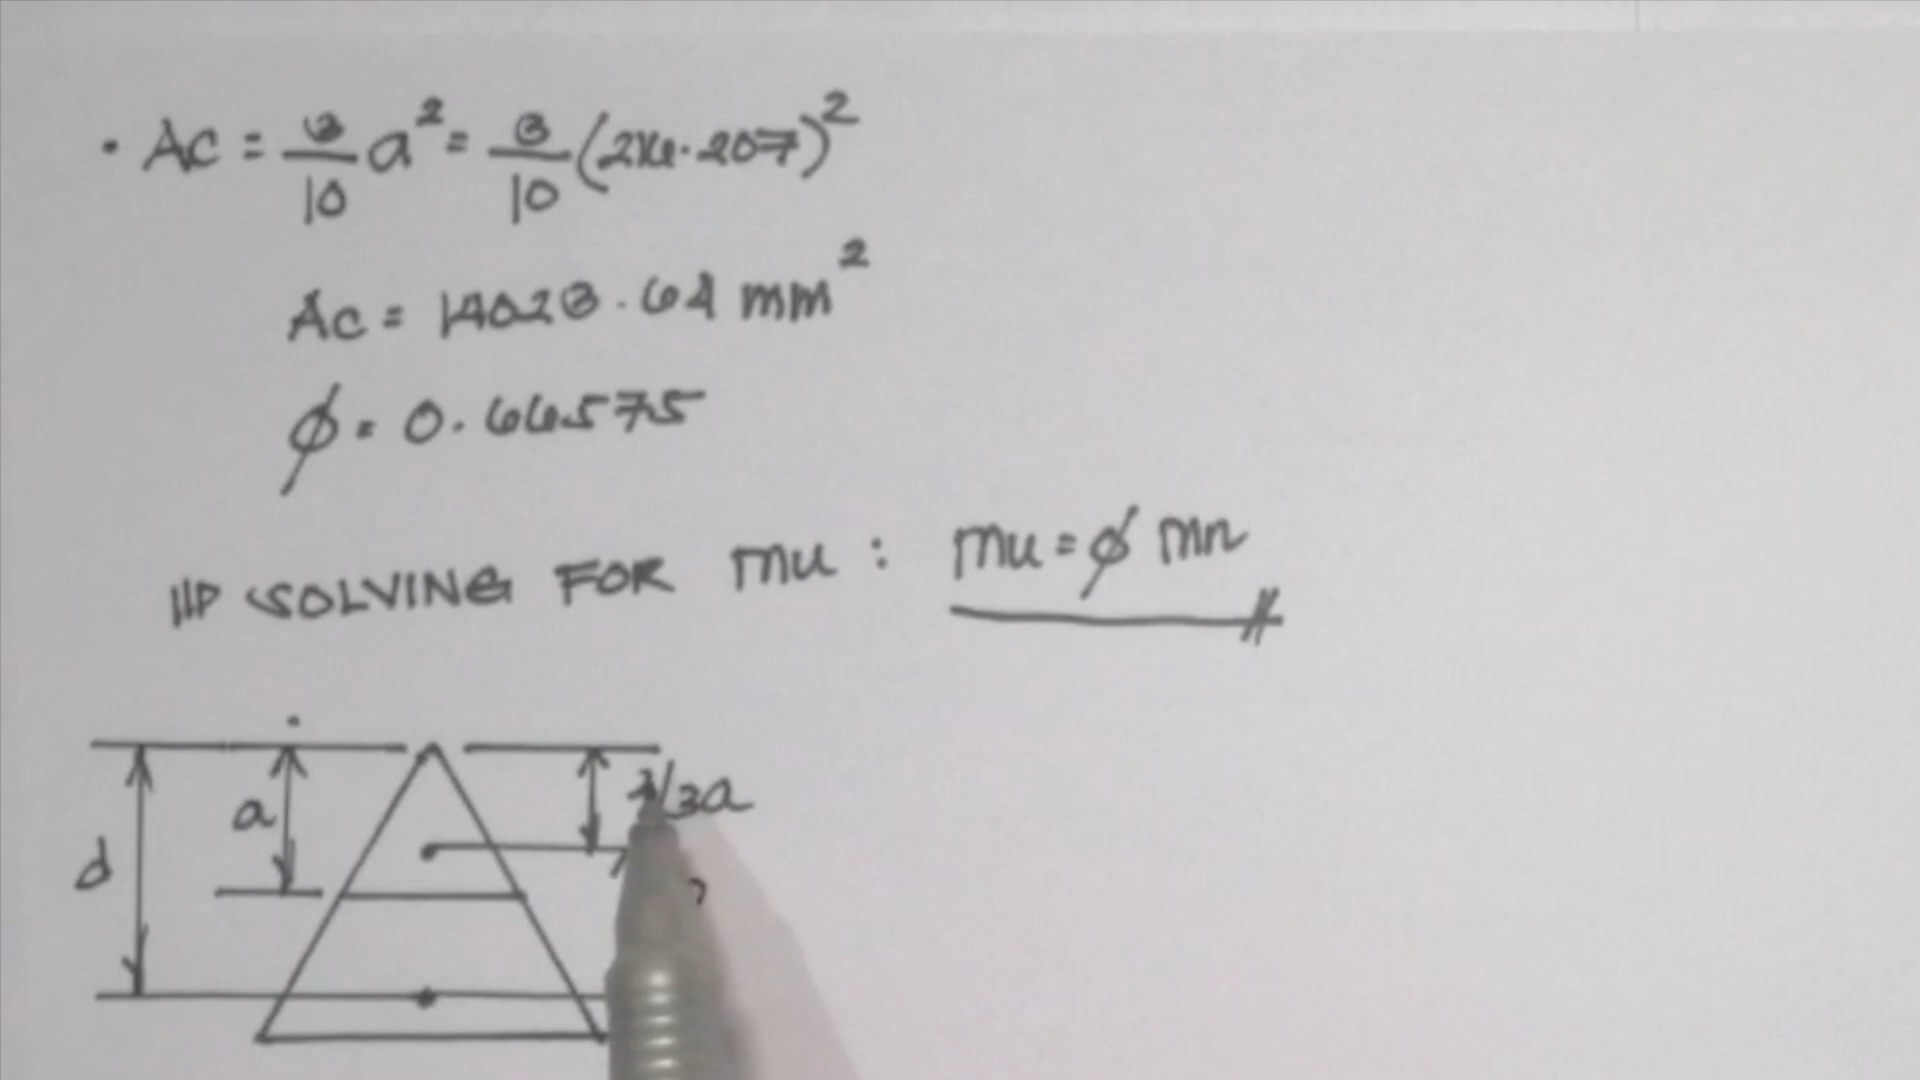 · Ac = 3/10 a² = 3/10 (216.207)²
Ac = 14023.64 mm²
φ = 0.66575
SOLVING FOR Mu : Mu = φ Mn
a
2/3a
d